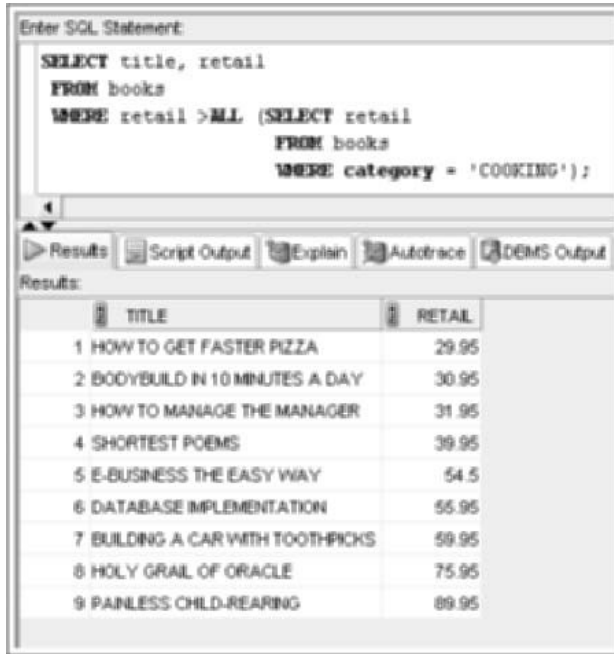 Enter SQL Statement:
SELECT title, retail
FROM books
WHERE retail >ALL (SELECT retail
FROM books
WHERE category = 'COOKING');
Results Script Output Explain Autotrace DBMS Output
Results:
TITLE RETAIL
1 HOW TO GET FASTER PIZZA 29.95
2 BODYBUILD IN 10 MINUTES A DAY 30.95
3 HOW TO MANAGE THE MANAGER 31.95
4 SHORTEST POEMS 39.95
5 E-BUSINESS THE EASY WAY 54.5
6 DATABASE IMPLEMENTATION 55.95
7 BUILDING A CAR WITH TOOTHPICKS 59.95
8 HOLY GRAIL OF ORACLE 75.95
9 PAINLESS CHILD-REARING 89.95